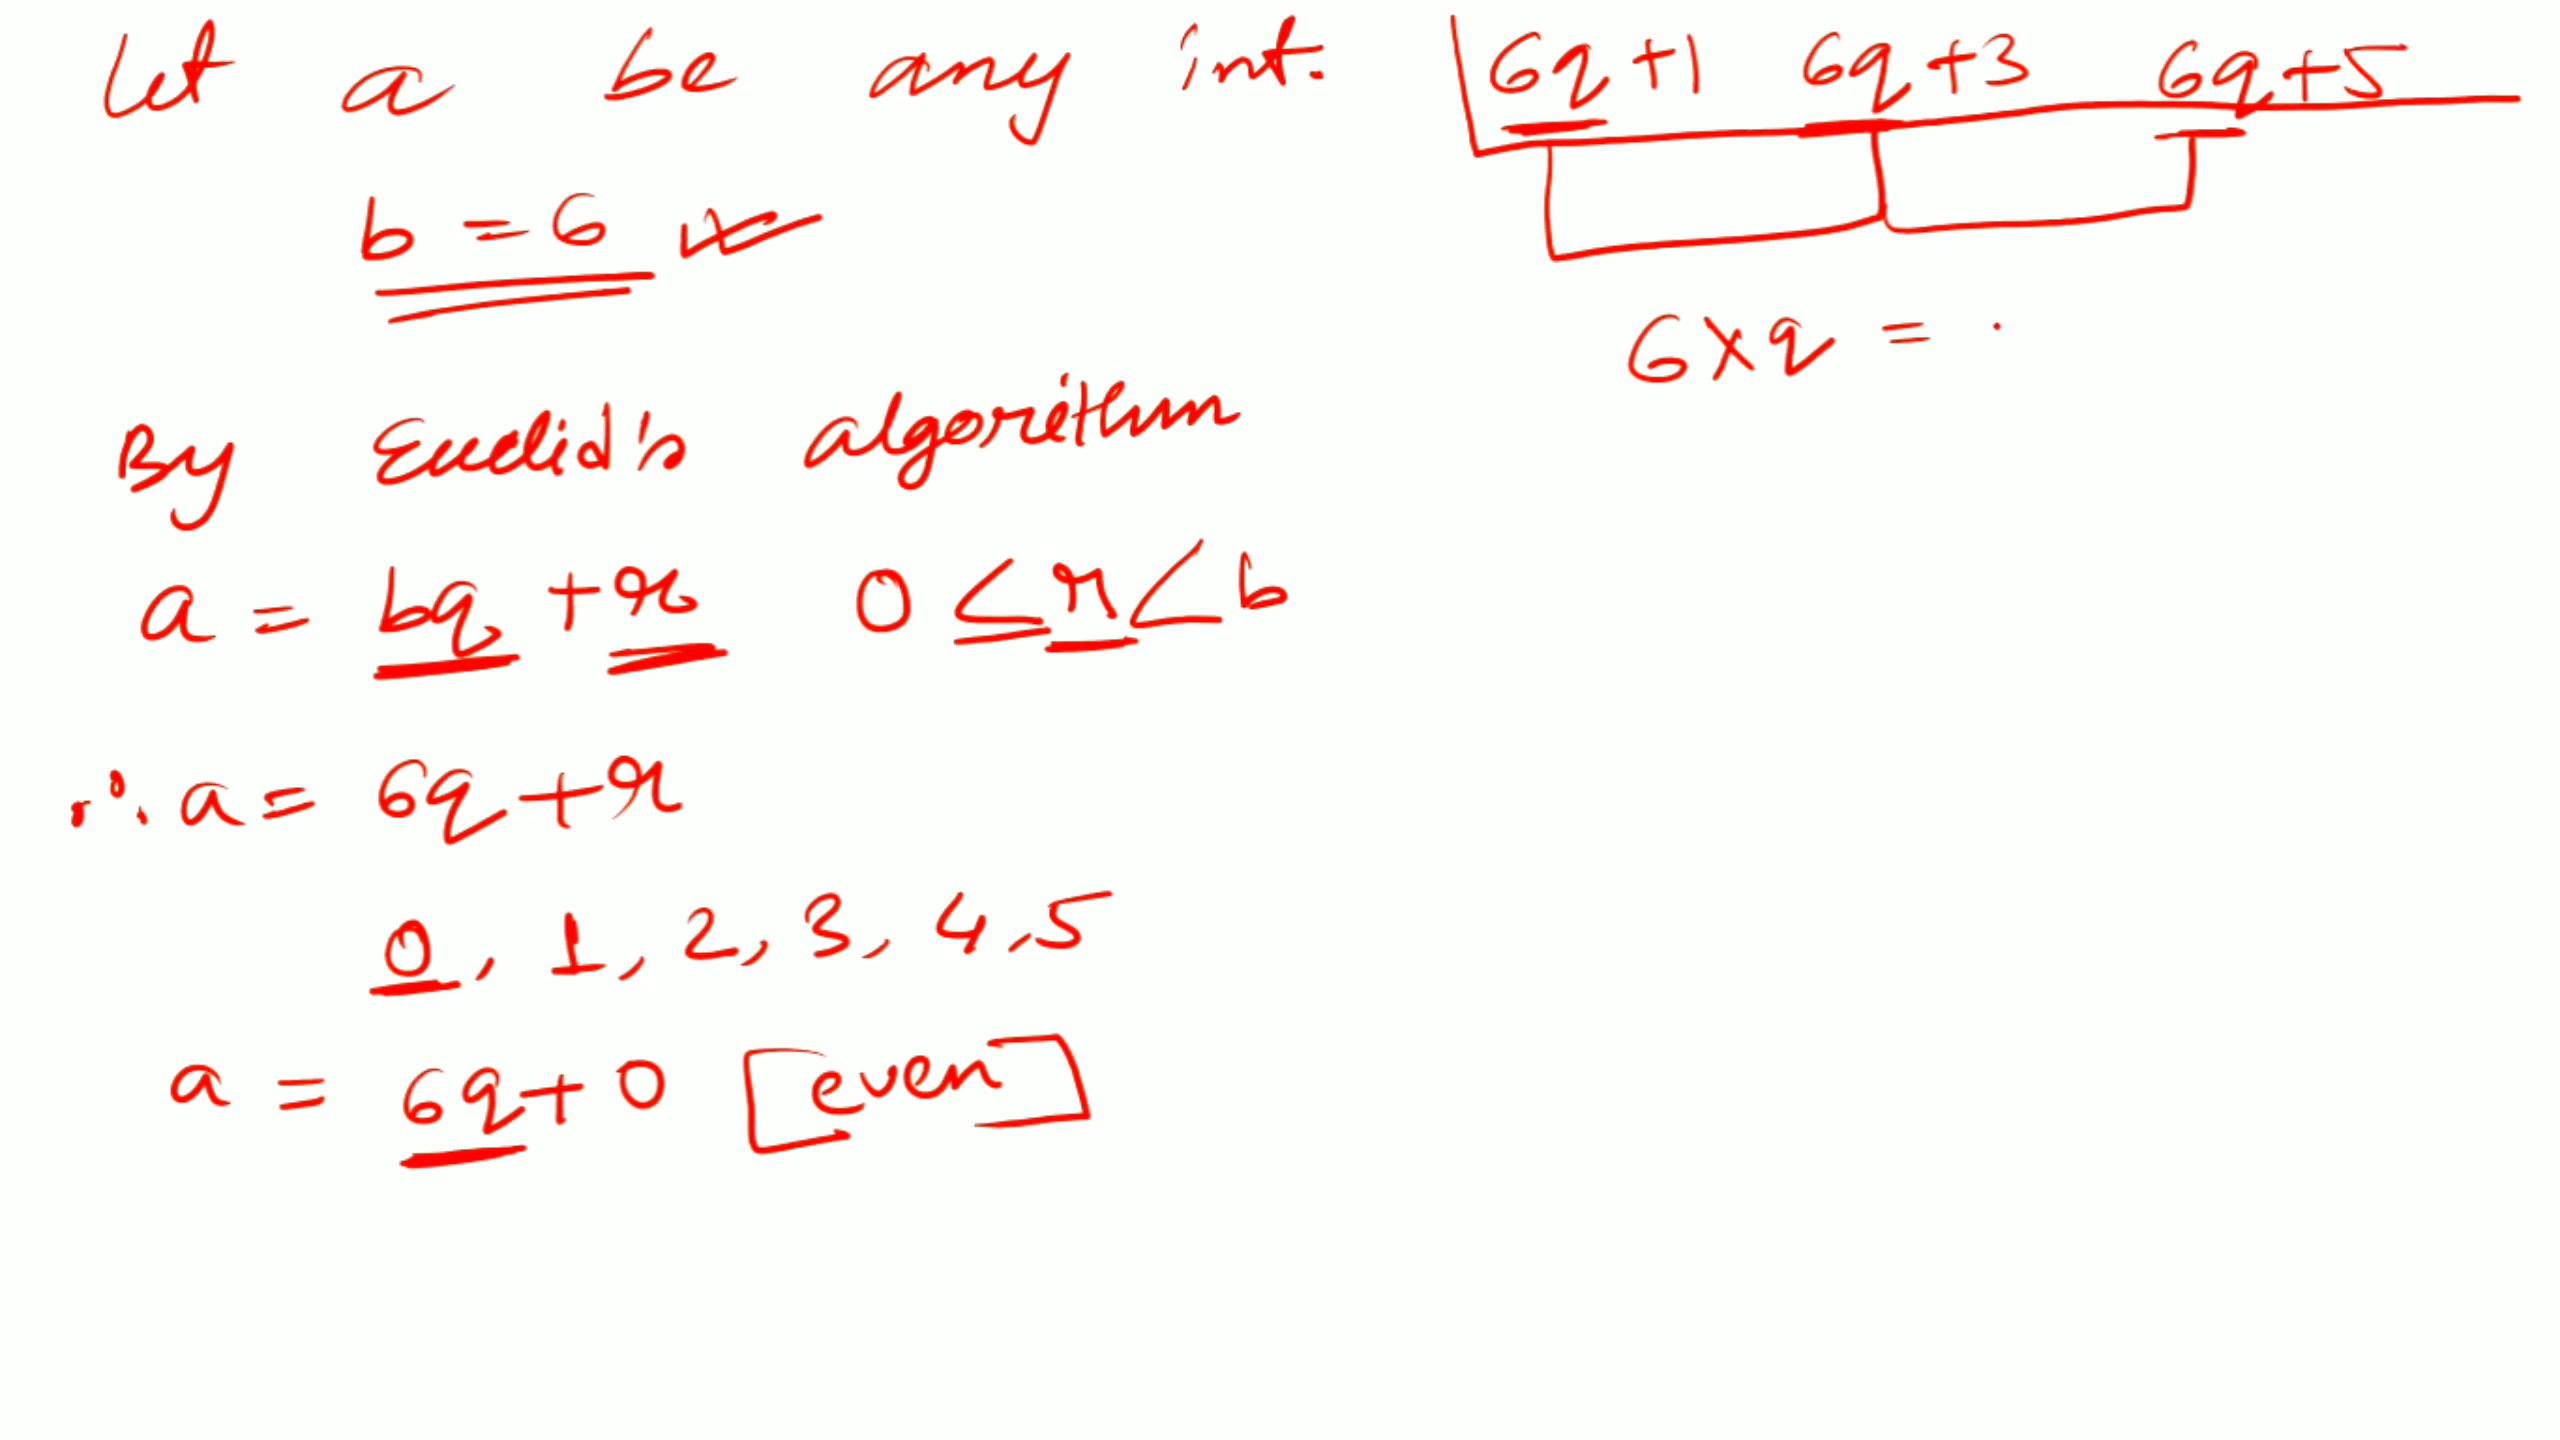 Let a be any int.
b = 6
By Euclid's algorithm
a = bq + r 0 ≤ r < b
∴ a = 6q + r
0, 1, 2, 3, 4, 5
a = 6q + 0 [even]
6q + 1 6q + 3 6q + 5
6 × q = .